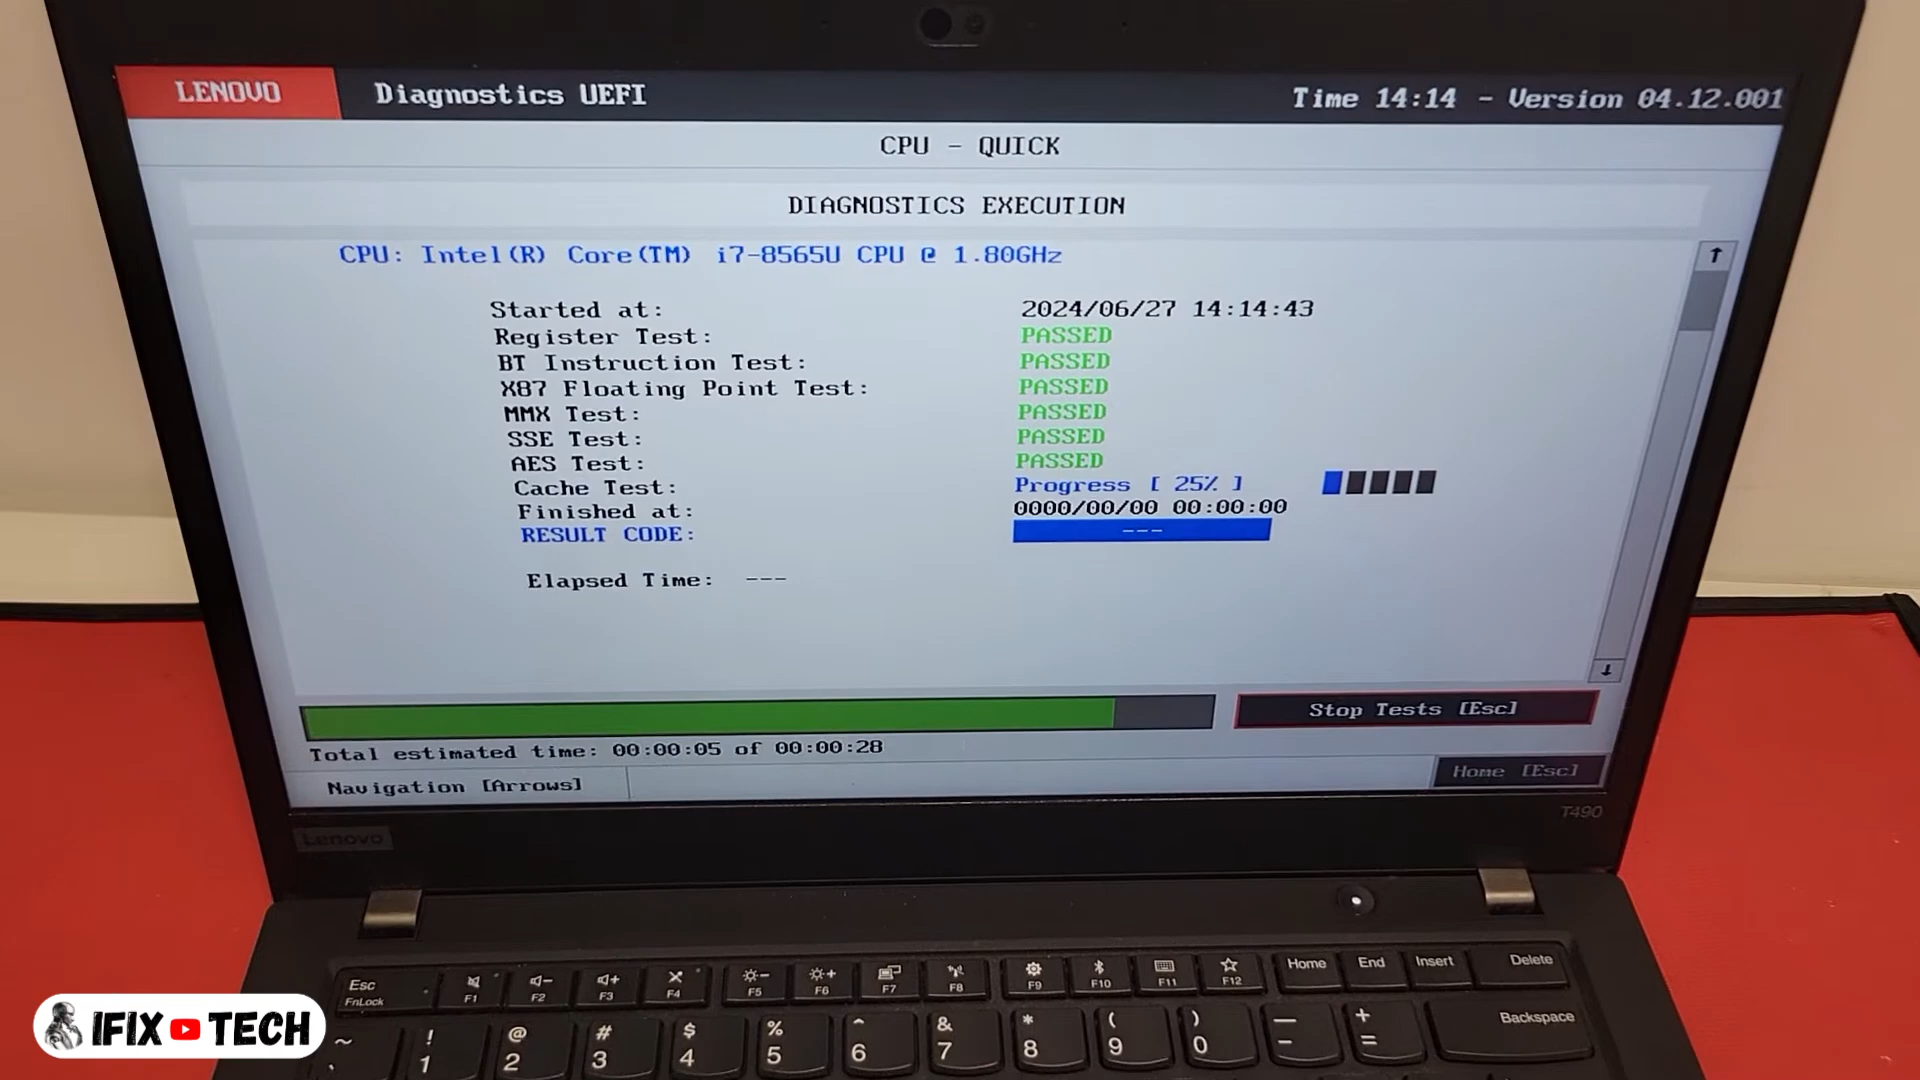 LENOVO Diagnostics UEFI Time 14:14 - Version 04.12.001
CPU - QUICK
DIAGNOSTICS EXECUTION
CPU: Intel(R) Core(TM) i7-8565U CPU @ 1.80GHz
Started at: 2024/06/27 14:14:43
Register Test: PASSED
BT Instruction Test: PASSED
X87 Floating Point Test: PASSED
MMX Test: PASSED
SSE Test: PASSED
AES Test: PASSED
Cache Test: Progress [ 25% ]
Finished at: 0000/00/00 00:00:00
RESULT CODE: ---
Elapsed Time: ---
Stop Tests [Esc]
Total estimated time: 00:00:05 of 00:00:28
Navigation [Arrows] Home [Esc]
T490
Lenovo
Esc Home End Insert Delete
FnLock F1 F2 F3 F4 F5 F6 F7 F8 F9 F10 F11 F12
~ ! @ # $ % ^ & * ( ) — + Backspace
` 1 2 3 4 5 6 7 8 9 0 - =
IFIX TECH